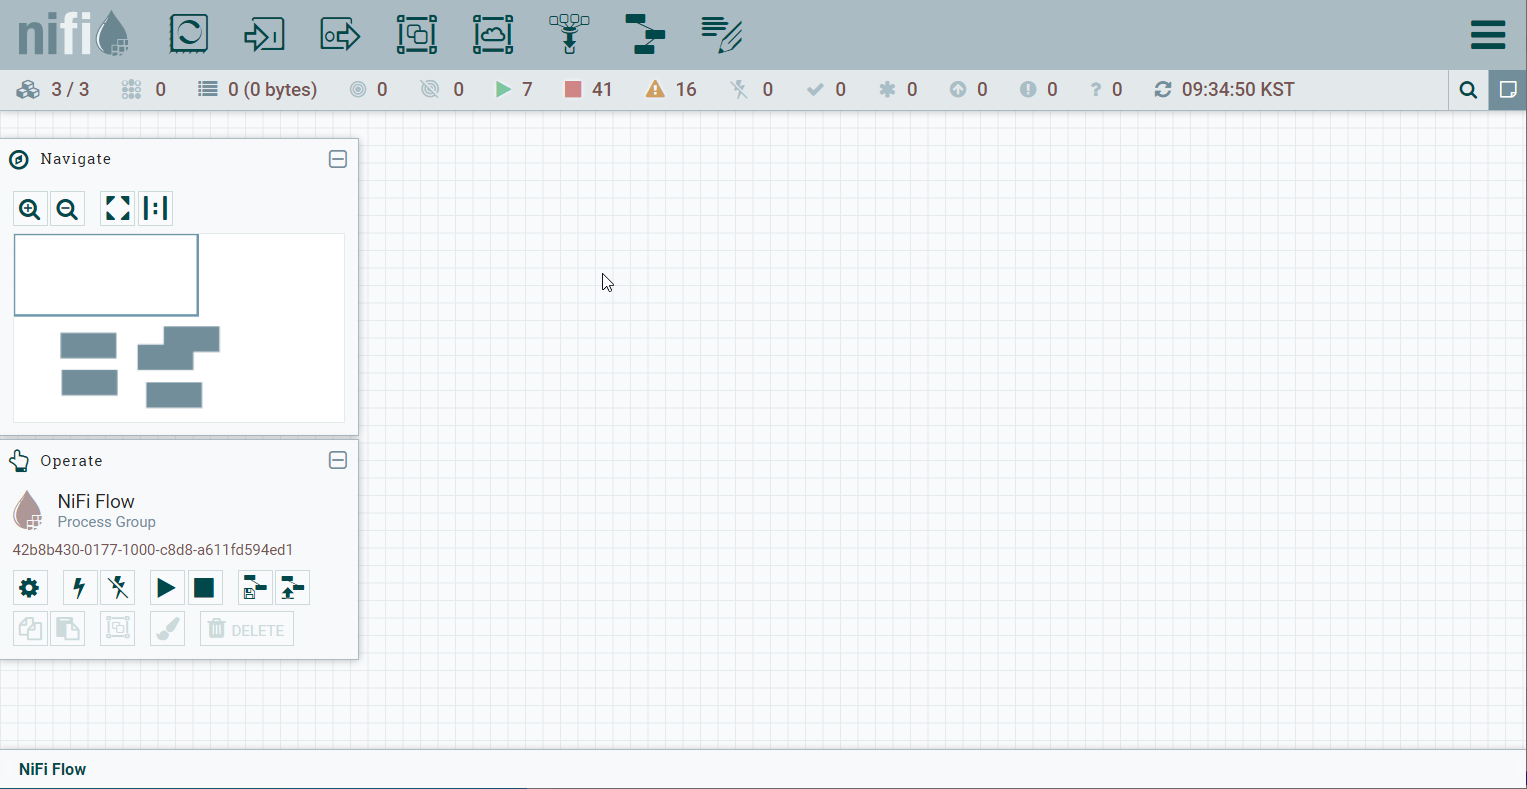 nifi
3 / 3 0 0 (0 bytes) 0 0 7 41 16 0 0 0 0 0 ? 0 09:34:50 KST
Navigate
Operate
NiFi Flow
Process Group
42b8b430-0177-1000-c8d8-a611fd594ed1
DELETE
NiFi Flow